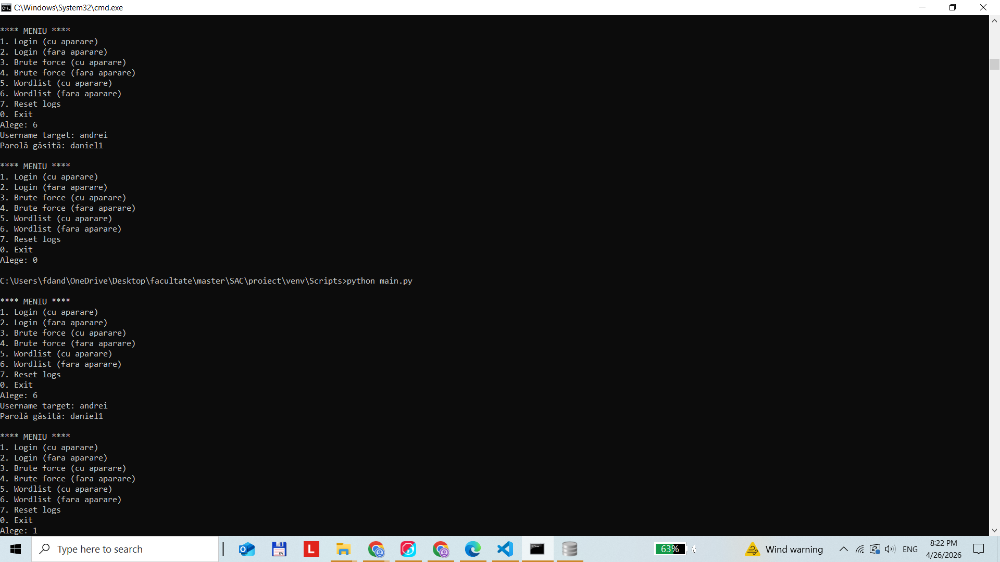 C:\Windows\System32\cmd.exe
**** MENIU ****
1. Login (cu aparare)
2. Login (fara aparare)
3. Brute force (cu aparare)
4. Brute force (fara aparare)
5. Wordlist (cu aparare)
6. Wordlist (fara aparare)
7. Reset logs
0. Exit
Alege: 6
Username target: andrei
Parolă găsită: daniel1
**** MENIU ****
1. Login (cu aparare)
2. Login (fara aparare)
3. Brute force (cu aparare)
4. Brute force (fara aparare)
5. Wordlist (cu aparare)
6. Wordlist (fara aparare)
7. Reset logs
0. Exit
Alege: 0
C:\Users\fdand\OneDrive\Desktop\facultate\master\SAC\proiect\venv\Scripts>python main.py
**** MENIU ****
1. Login (cu aparare)
2. Login (fara aparare)
3. Brute force (cu aparare)
4. Brute force (fara aparare)
5. Wordlist (cu aparare)
6. Wordlist (fara aparare)
7. Reset logs
0. Exit
Alege: 6
Username target: andrei
Parolă găsită: daniel1
**** MENIU ****
1. Login (cu aparare)
2. Login (fara aparare)
3. Brute force (cu aparare)
4. Brute force (fara aparare)
5. Wordlist (cu aparare)
6. Wordlist (fara aparare)
7. Reset logs
0. Exit
Alege: 1
Type here to search
L
63%
Wind warning
ENG
8:22 PM
4/26/2026